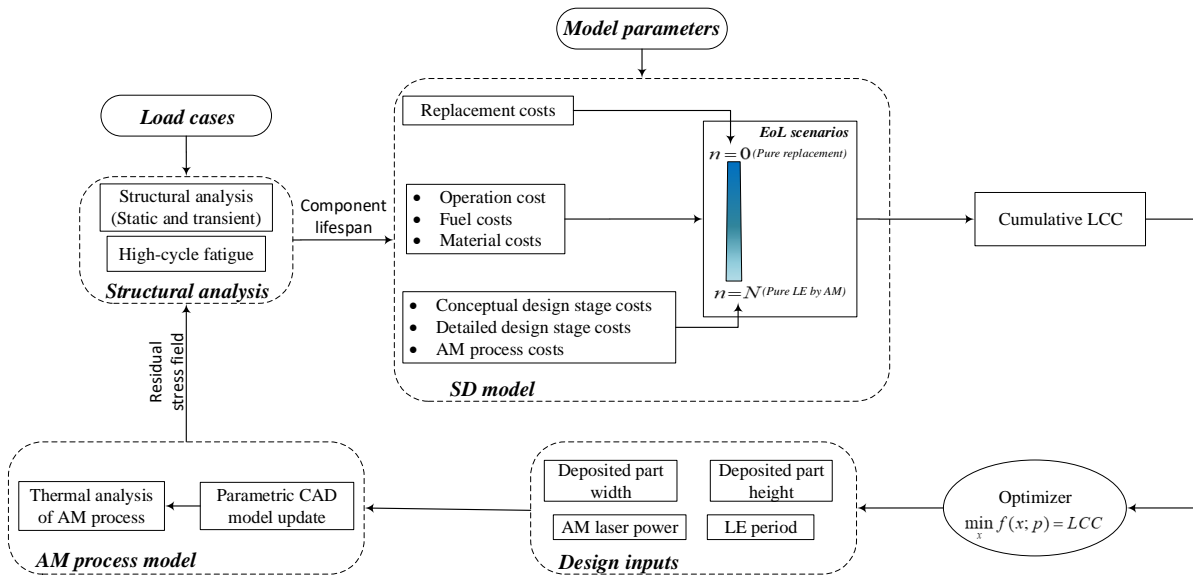 Model parameters
Load cases
Structural analysis
(Static and transient)
High-cycle fatigue
Structural analysis
Component
lifespan
Replacement costs
• Operation cost
• Fuel costs
• Material costs
• Conceptual design stage costs
• Detailed design stage costs
• AM process costs
EoL scenarios
n = 0 (Pure replacement)
n = N (Pure LE by AM)
SD model
Cumulative LCC
Residual
stress field
Thermal analysis
of AM process
Parametric CAD
model update
AM process model
Deposited part
width
Deposited part
height
AM laser power
LE period
Design inputs
Optimizer
min f(x; p) = LCC
x